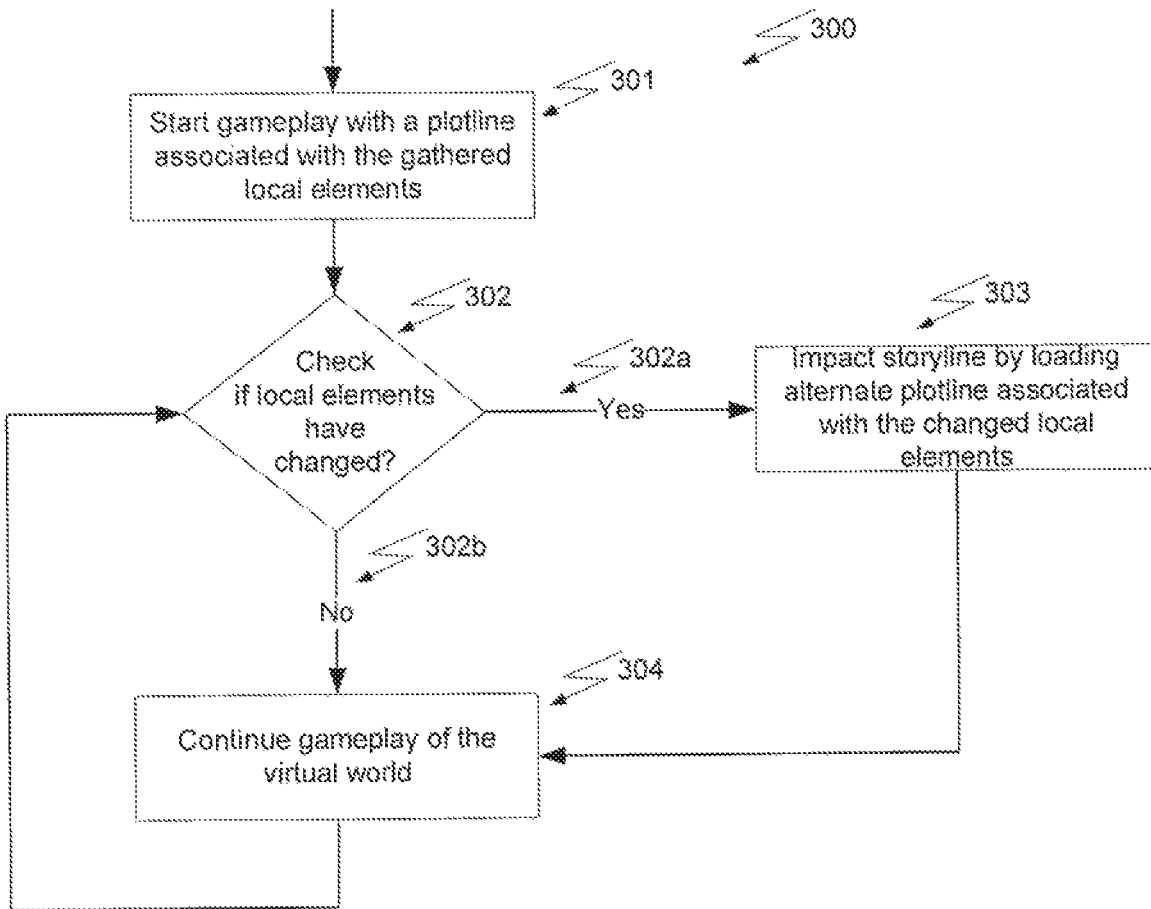 300
301
Start gameplay with a plotline
associated with the gathered
local elements
302
Check
if local elements
have
changed?
302a
Yes
303
Impact storyline by loading
alternate plotline associated
with the changed local
elements
302b
No
304
Continue gameplay of the
virtual world